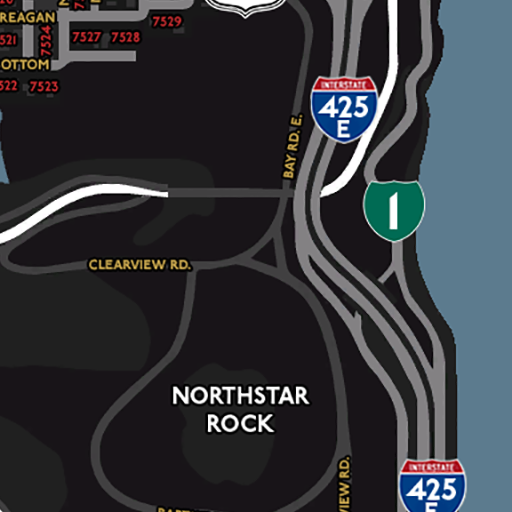 7529
REAGAN
7527
7528
7524
OTTOM
7523
INTERSTATE
425
E
BAY RD. E.
1
CLEARVIEW RD.
NORTHSTAR
ROCK
INTERSTATE
425
E
VIEW RD.